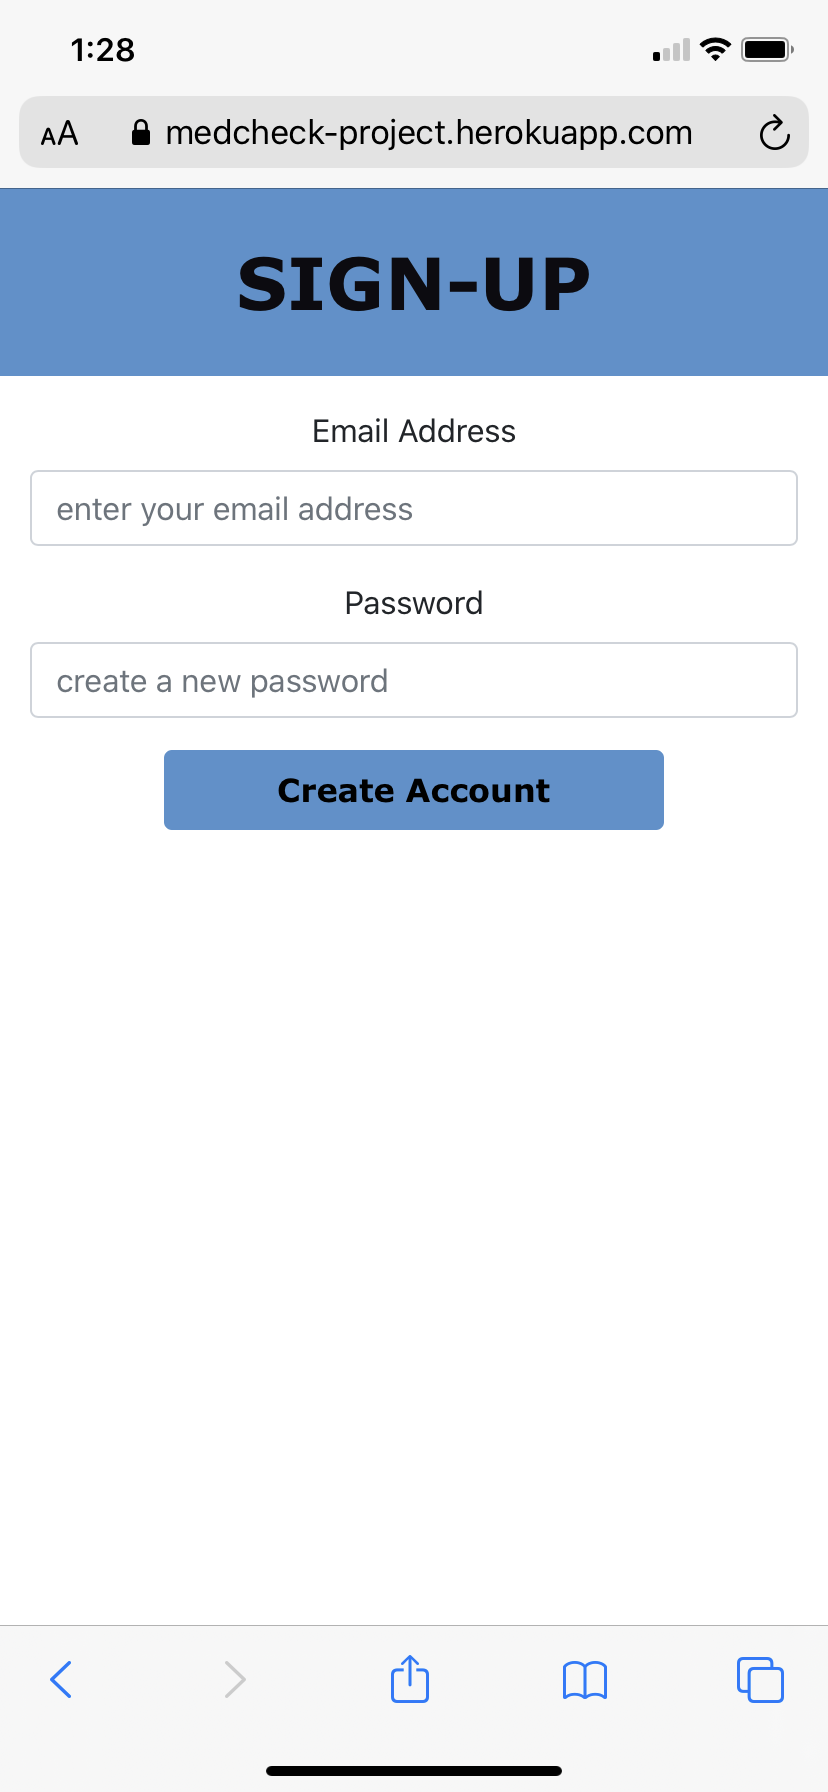 1:28
AA medcheck-project.herokuapp.com
SIGN-UP
Email Address
enter your email address
Password
create a new password
Create Account